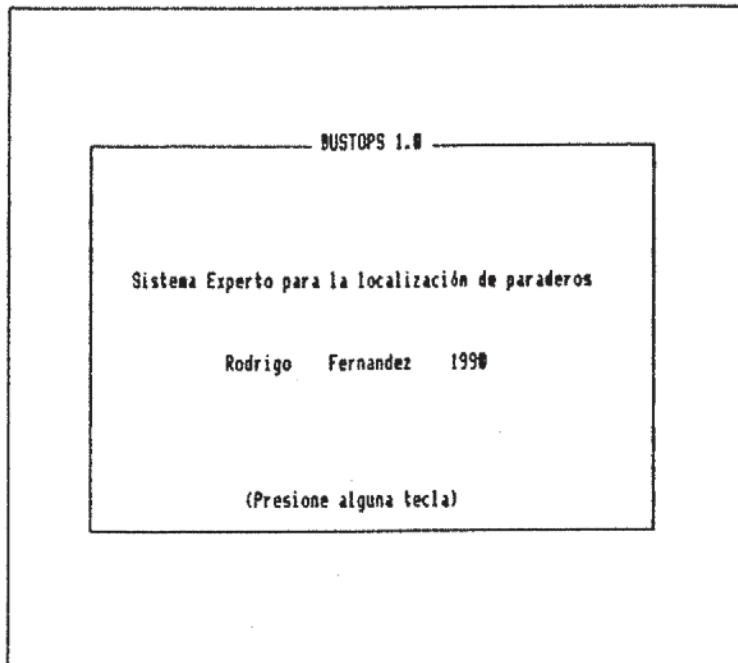 BUSTOPS 1.0
Sistema Experto para la localización de paraderos
Rodrigo Fernandez 1990
(Presione alguna tecla)